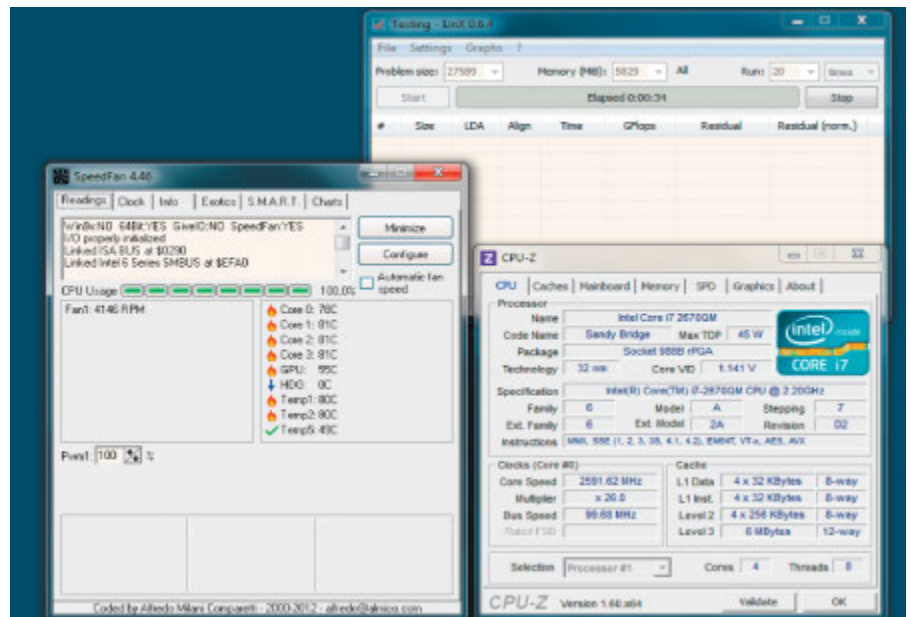 Testing - LinX 0.6.4
File Settings Graphs ?
Problem size: 27589 Memory (MiB): 5829 All Run: 20 times
Start Elapsed 0:00:34 Stop
# Size LDA Align Time GFlops Residual Residual (norm.)
SpeedFan 4.46
Readings Clock Info Exotics S.M.A.R.T. Charts
Win9x:NO 64Bit:YES GiveIO:NO SpeedFan:YES
I/O properly initialized
Linked ISA BUS at $0290
Linked Intel 6 Series SMBUS at $EFA0
Minimize
Configure
Automatic fan speed
CPU Usage 100.0%
Fan1: 4146 RPM
Core 0: 78C
Core 1: 81C
Core 2: 81C
Core 3: 81C
GPU: 55C
HD0: 0C
Temp1: 80C
Temp2: 80C
Temp5: 49C
Pwm1: 100 %
Coded by Alfredo Milani Comparetti - 2000-2012 - alfredo@almico.com
CPU-Z
CPU Caches Mainboard Memory SPD Graphics About
Processor
Name Intel Core i7 2670QM
Code Name Sandy Bridge Max TDP 45 W
Package Socket 988B rPGA
Technology 32 nm Core VID 1.141 V
(intel) inside
CORE i7
Specification Intel(R) Core(TM) i7-2670QM CPU @ 2.20GHz
Family 6 Model A Stepping 7
Ext. Family 6 Ext. Model 2A Revision D2
Instructions MMX, SSE (1, 2, 3, 3S, 4.1, 4.2), EM64T, VT-x, AES, AVX
Clocks (Core #0)
Core Speed 2591.62 MHz
Multiplier x 26.0
Bus Speed 99.68 MHz
Rated FSB
Cache
L1 Data 4 x 32 KBytes 8-way
L1 Inst. 4 x 32 KBytes 8-way
Level 2 4 x 256 KBytes 8-way
Level 3 6 MBytes 12-way
Selection Processor #1 Cores 4 Threads 8
CPU-Z Version 1.60.x64 Validate OK